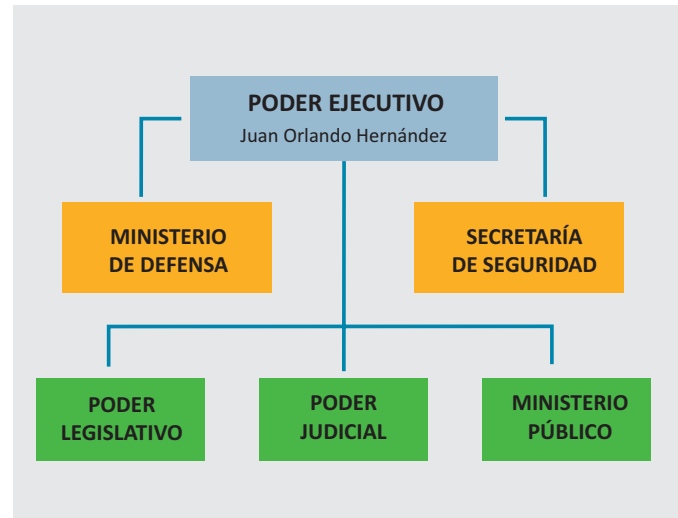 PODER EJECUTIVO
Juan Orlando Hernández
MINISTERIO
DE DEFENSA
SECRETARÍA
DE SEGURIDAD
PODER
LEGISLATIVO
PODER
JUDICIAL
MINISTERIO
PÚBLICO